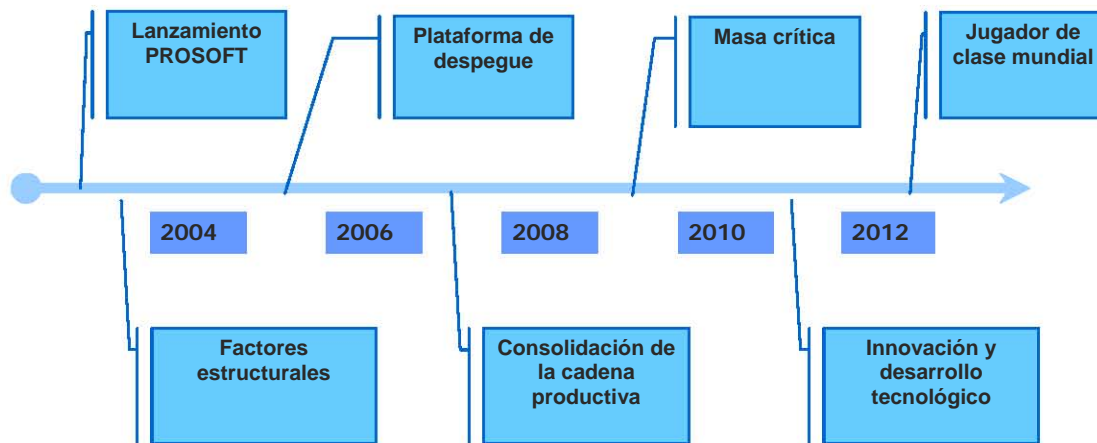 Lanzamiento
PROSOFT
Plataforma de
despegue
Masa crítica
Jugador de
clase mundial
2004
2006
2008
2010
2012
Factores
estructurales
Consolidación de
la cadena
productiva
Innovación y
desarrollo
tecnológico